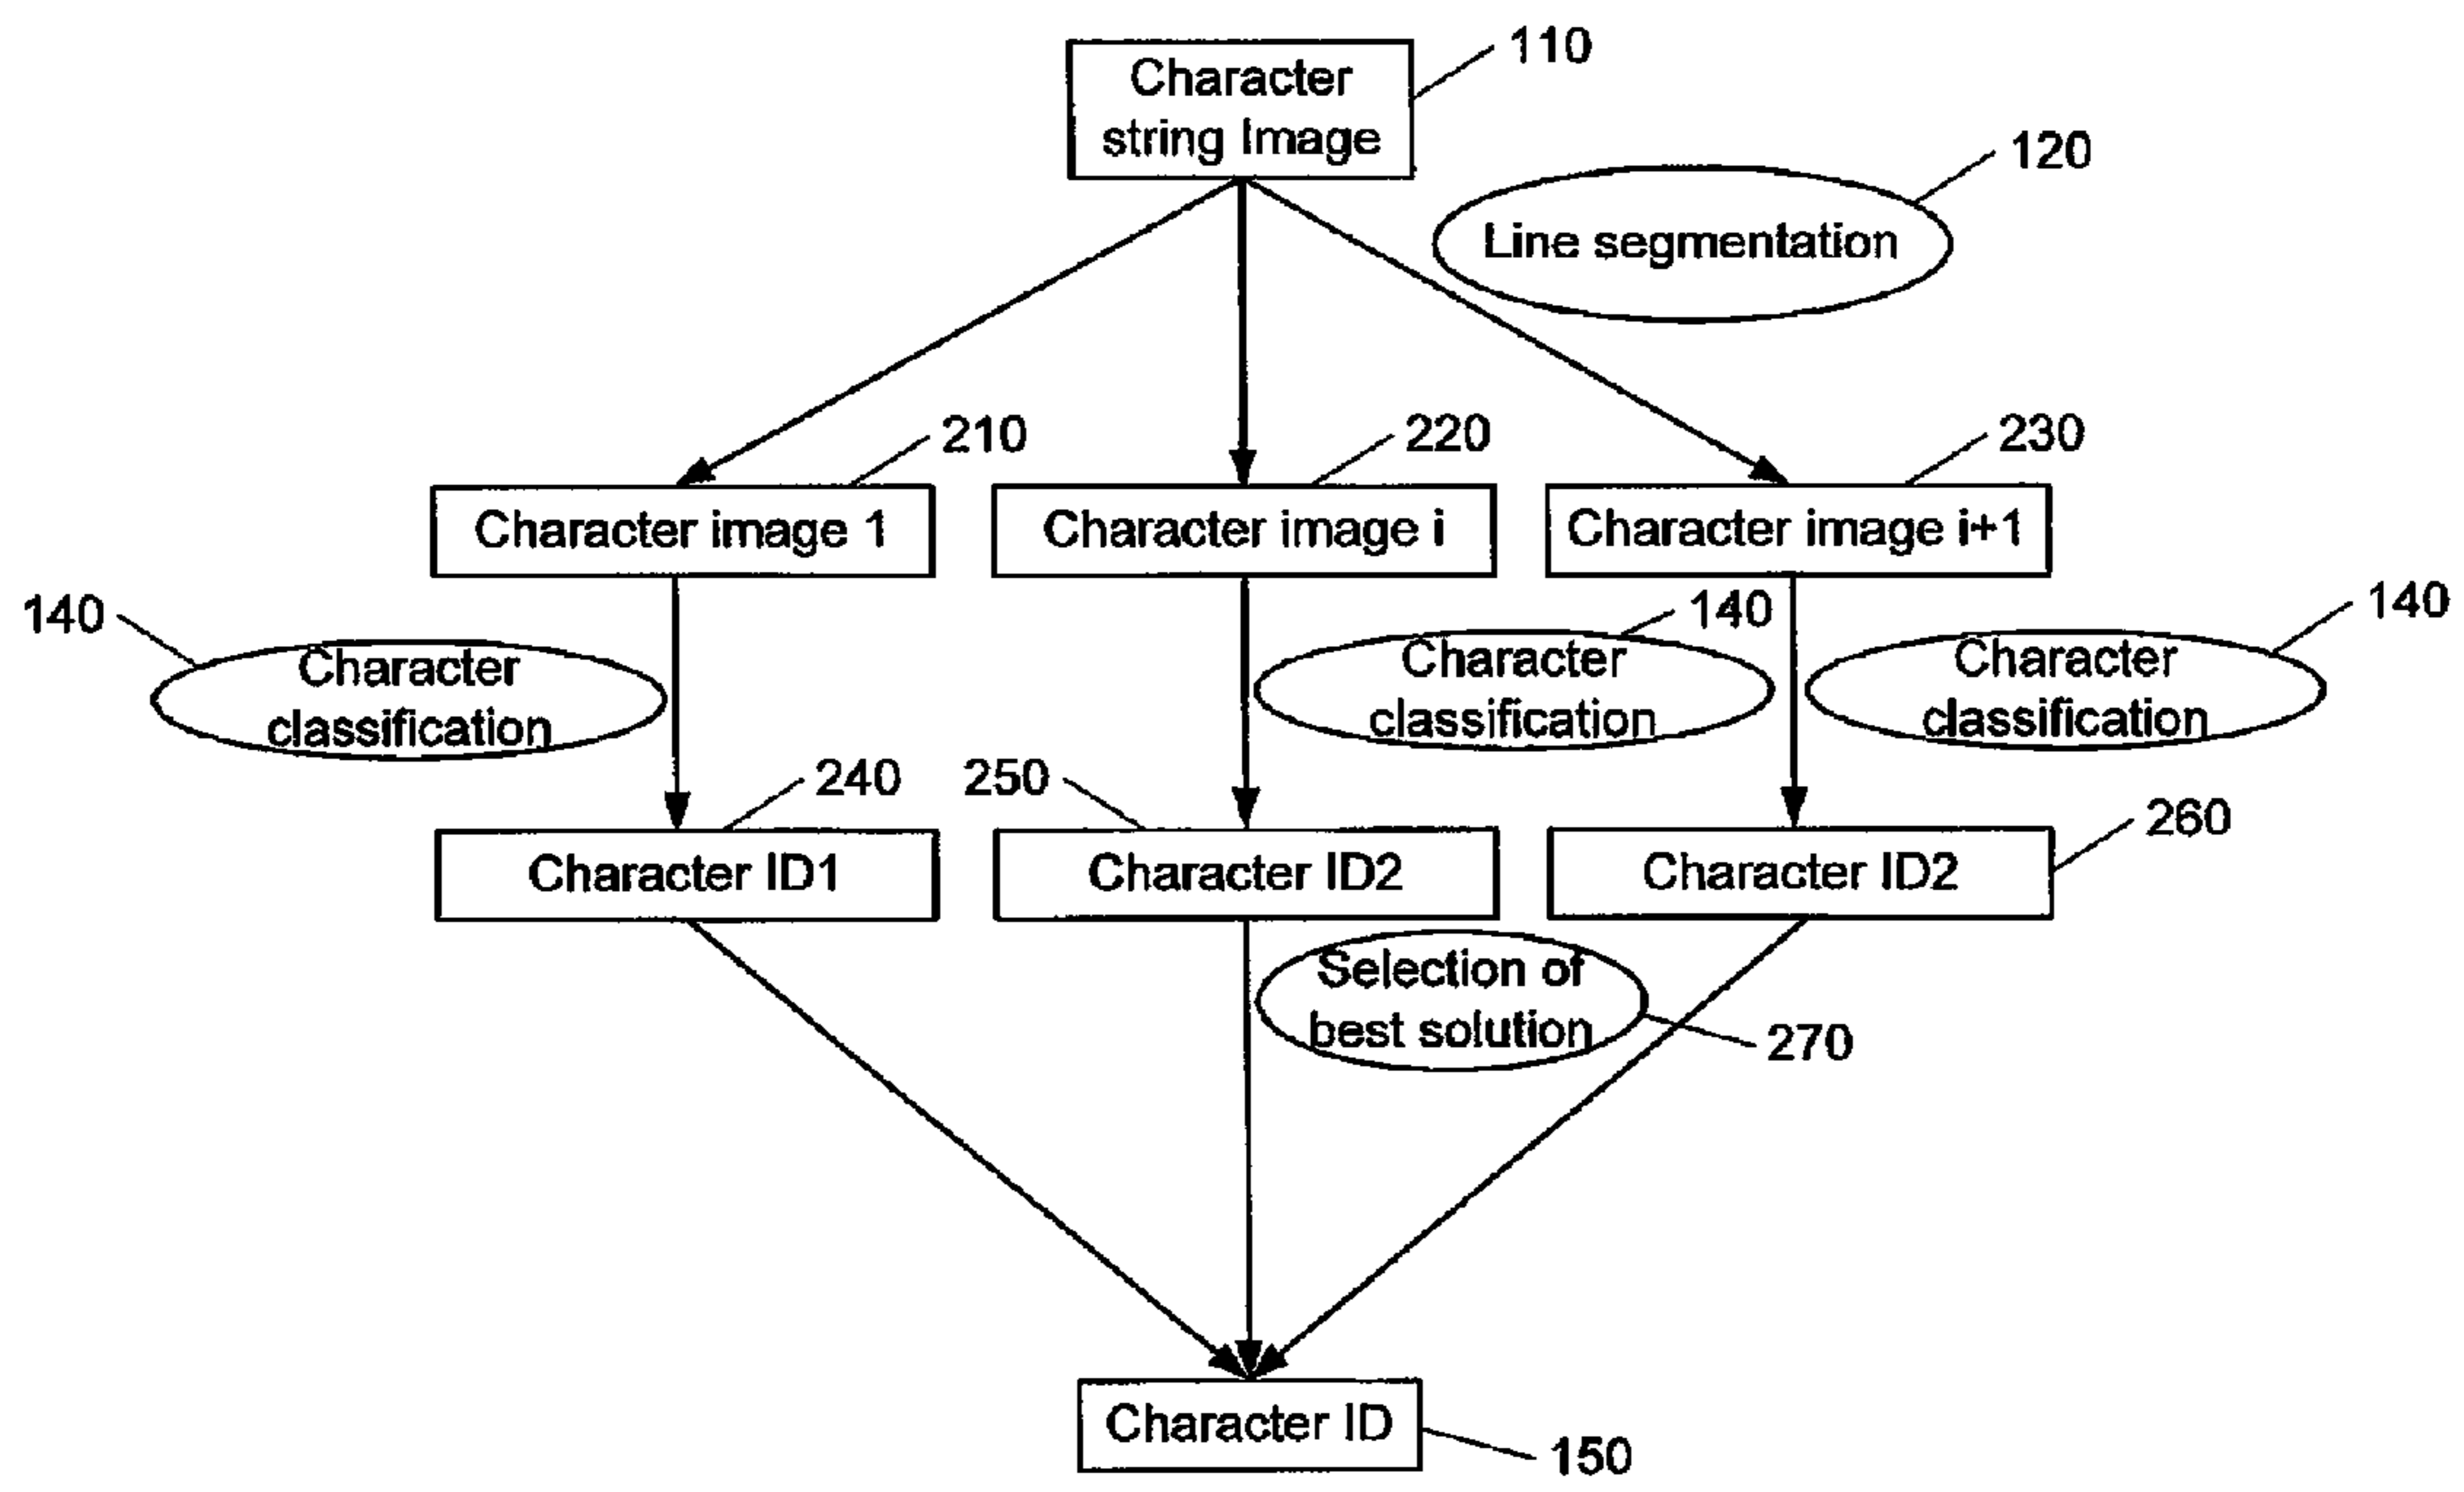 110
Character
string Image
120
Line segmentation
210
220
230
Character image 1
Character image i
Character image i+1
140
Character
classification
140
Character
classification
140
Character
classification
240
250
260
Character ID1
Character ID2
Character ID2
Selection of
best solution
270
Character ID
150